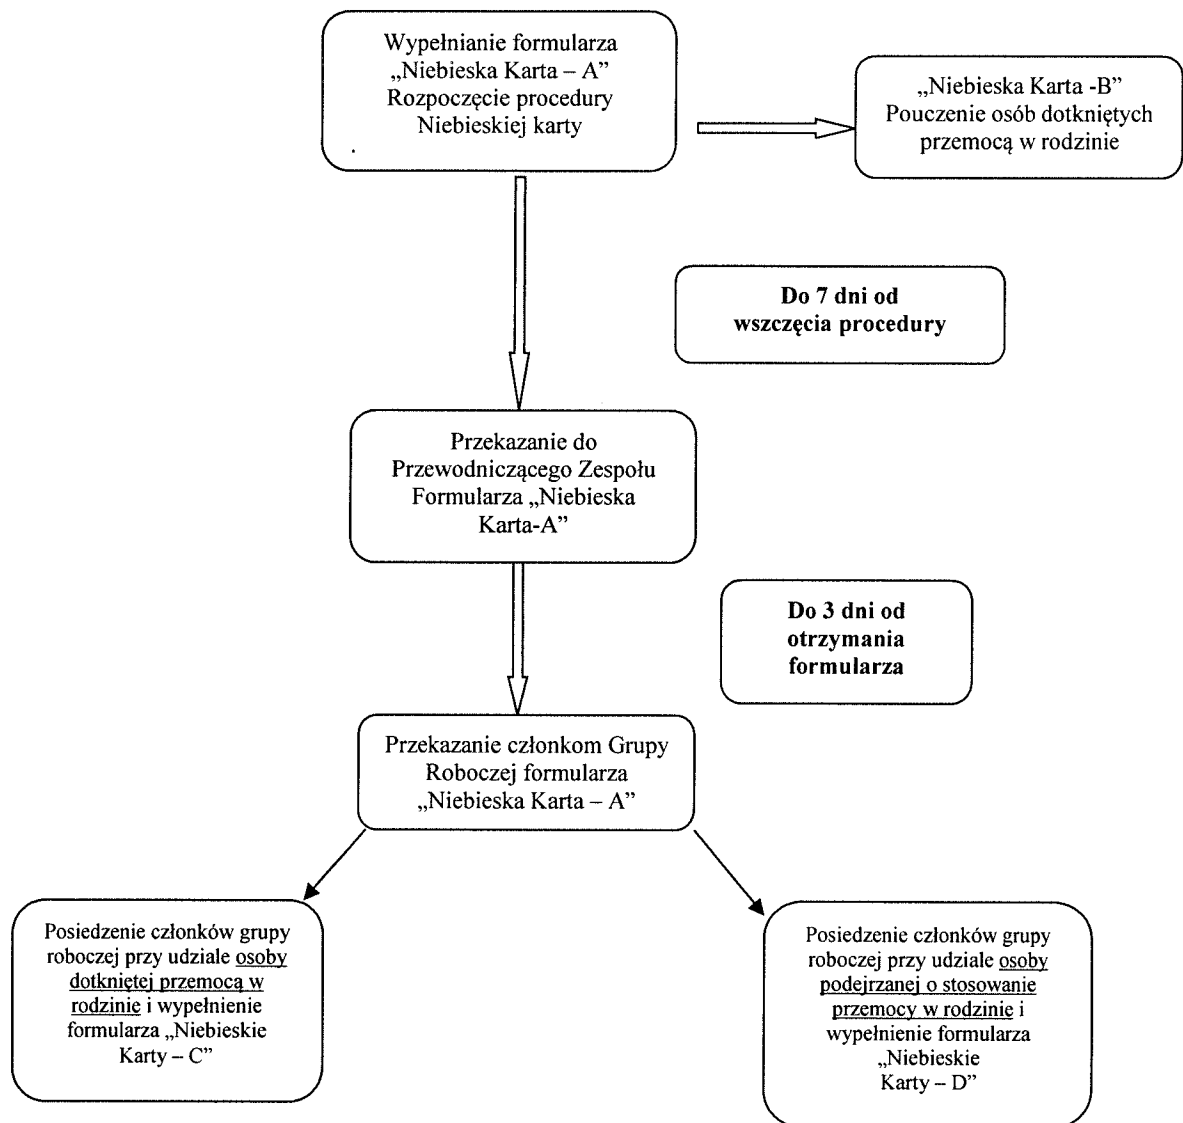 Wypełnianie formularza
„Niebieska Karta – A”
Rozpoczęcie procedury
Niebieskiej karty
„Niebieska Karta -B”
Pouczenie osób dotkniętych
przemocą w rodzinie
Do 7 dni od
wszczęcia procedury
Przekazanie do
Przewodniczącego Zespołu
Formularza „Niebieska
Karta-A”
Do 3 dni od
otrzymania
formularza
Przekazanie członkom Grupy
Roboczej formularza
„Niebieska Karta – A”
Posiedzenie członków grupy
roboczej przy udziale osoby
dotkniętej przemocą w
rodzinie i wypełnienie
formularza „Niebieskie
Karty – C”
Posiedzenie członków grupy
roboczej przy udziale osoby
podejrzanej o stosowanie
przemocy w rodzinie i
wypełnienie formularza
„Niebieskie
Karty – D”